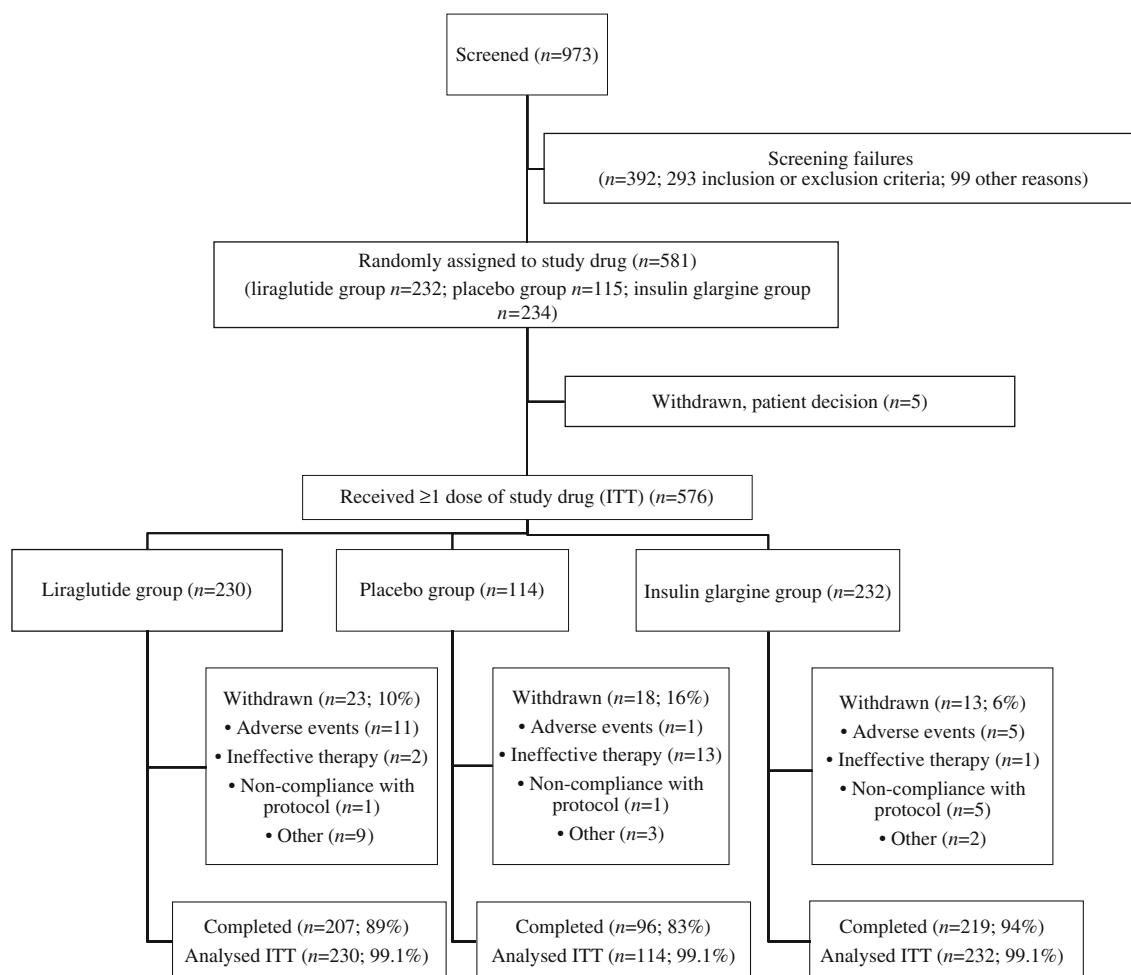 Screened (n=973)
Screening failures
(n=392; 293 inclusion or exclusion criteria; 99 other reasons)
Randomly assigned to study drug (n=581)
(liraglutide group n=232; placebo group n=115; insulin glargine group
n=234)
Withdrawn, patient decision (n=5)
Received ≥1 dose of study drug (ITT) (n=576)
Liraglutide group (n=230)
Placebo group (n=114)
Insulin glargine group (n=232)
Withdrawn (n=23; 10%)
• Adverse events (n=11)
• Ineffective therapy (n=2)
• Non-compliance with
protocol (n=1)
• Other (n=9)
Withdrawn (n=18; 16%)
• Adverse events (n=1)
• Ineffective therapy (n=13)
• Non-compliance with
protocol (n=1)
• Other (n=3)
Withdrawn (n=13; 6%)
• Adverse events (n=5)
• Ineffective therapy (n=1)
• Non-compliance with
protocol (n=5)
• Other (n=2)
Completed (n=207; 89%)
Analysed ITT (n=230; 99.1%)
Completed (n=96; 83%)
Analysed ITT (n=114; 99.1%)
Completed (n=219; 94%)
Analysed ITT (n=232; 99.1%)